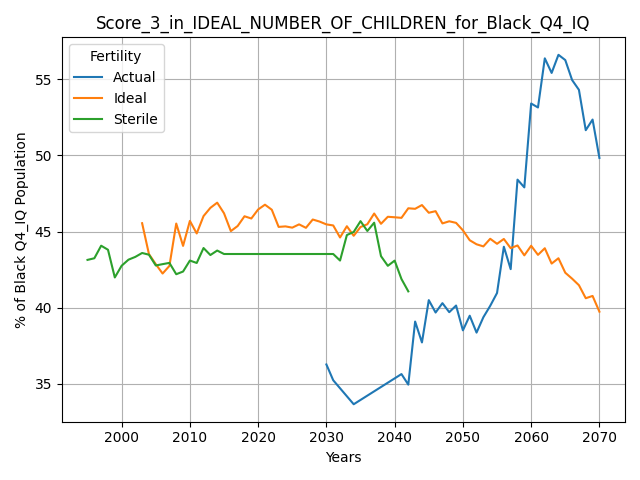 Score_3_in_IDEAL_NUMBER_OF_CHILDREN_for_Black_Q4_IQ
Fertility
Actual
Ideal
Sterile
% of Black Q4_IQ Population
55
50
45
40
35
2000 2010 2020 2030 2040 2050 2060 2070
Years